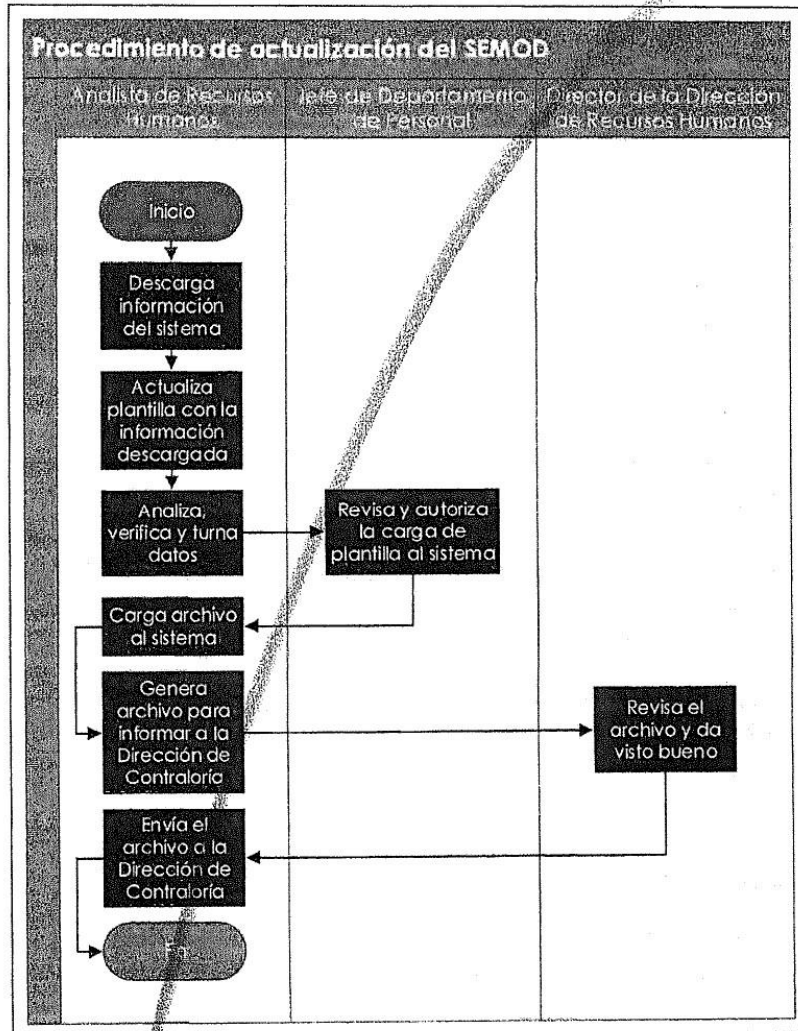 Procedimiento de actualización del SEMOD
Analista de Recursos
Humanos
Jefe de Departamento
de Personal
Director de la Dirección
de Recursos Humanos
Inicio
Descarga
información
del sistema
Actualiza
plantilla con la
información
descargada
Analiza,
verifica y turna
datos
Revisa y autoriza
la carga de
plantilla al sistema
Carga archivo
al sistema
Genera
archivo para
informar a la
Dirección de
Contraloría
Revisa el
archivo y da
visto bueno
Envía el
archivo a la
Dirección de
Contraloría
Fin